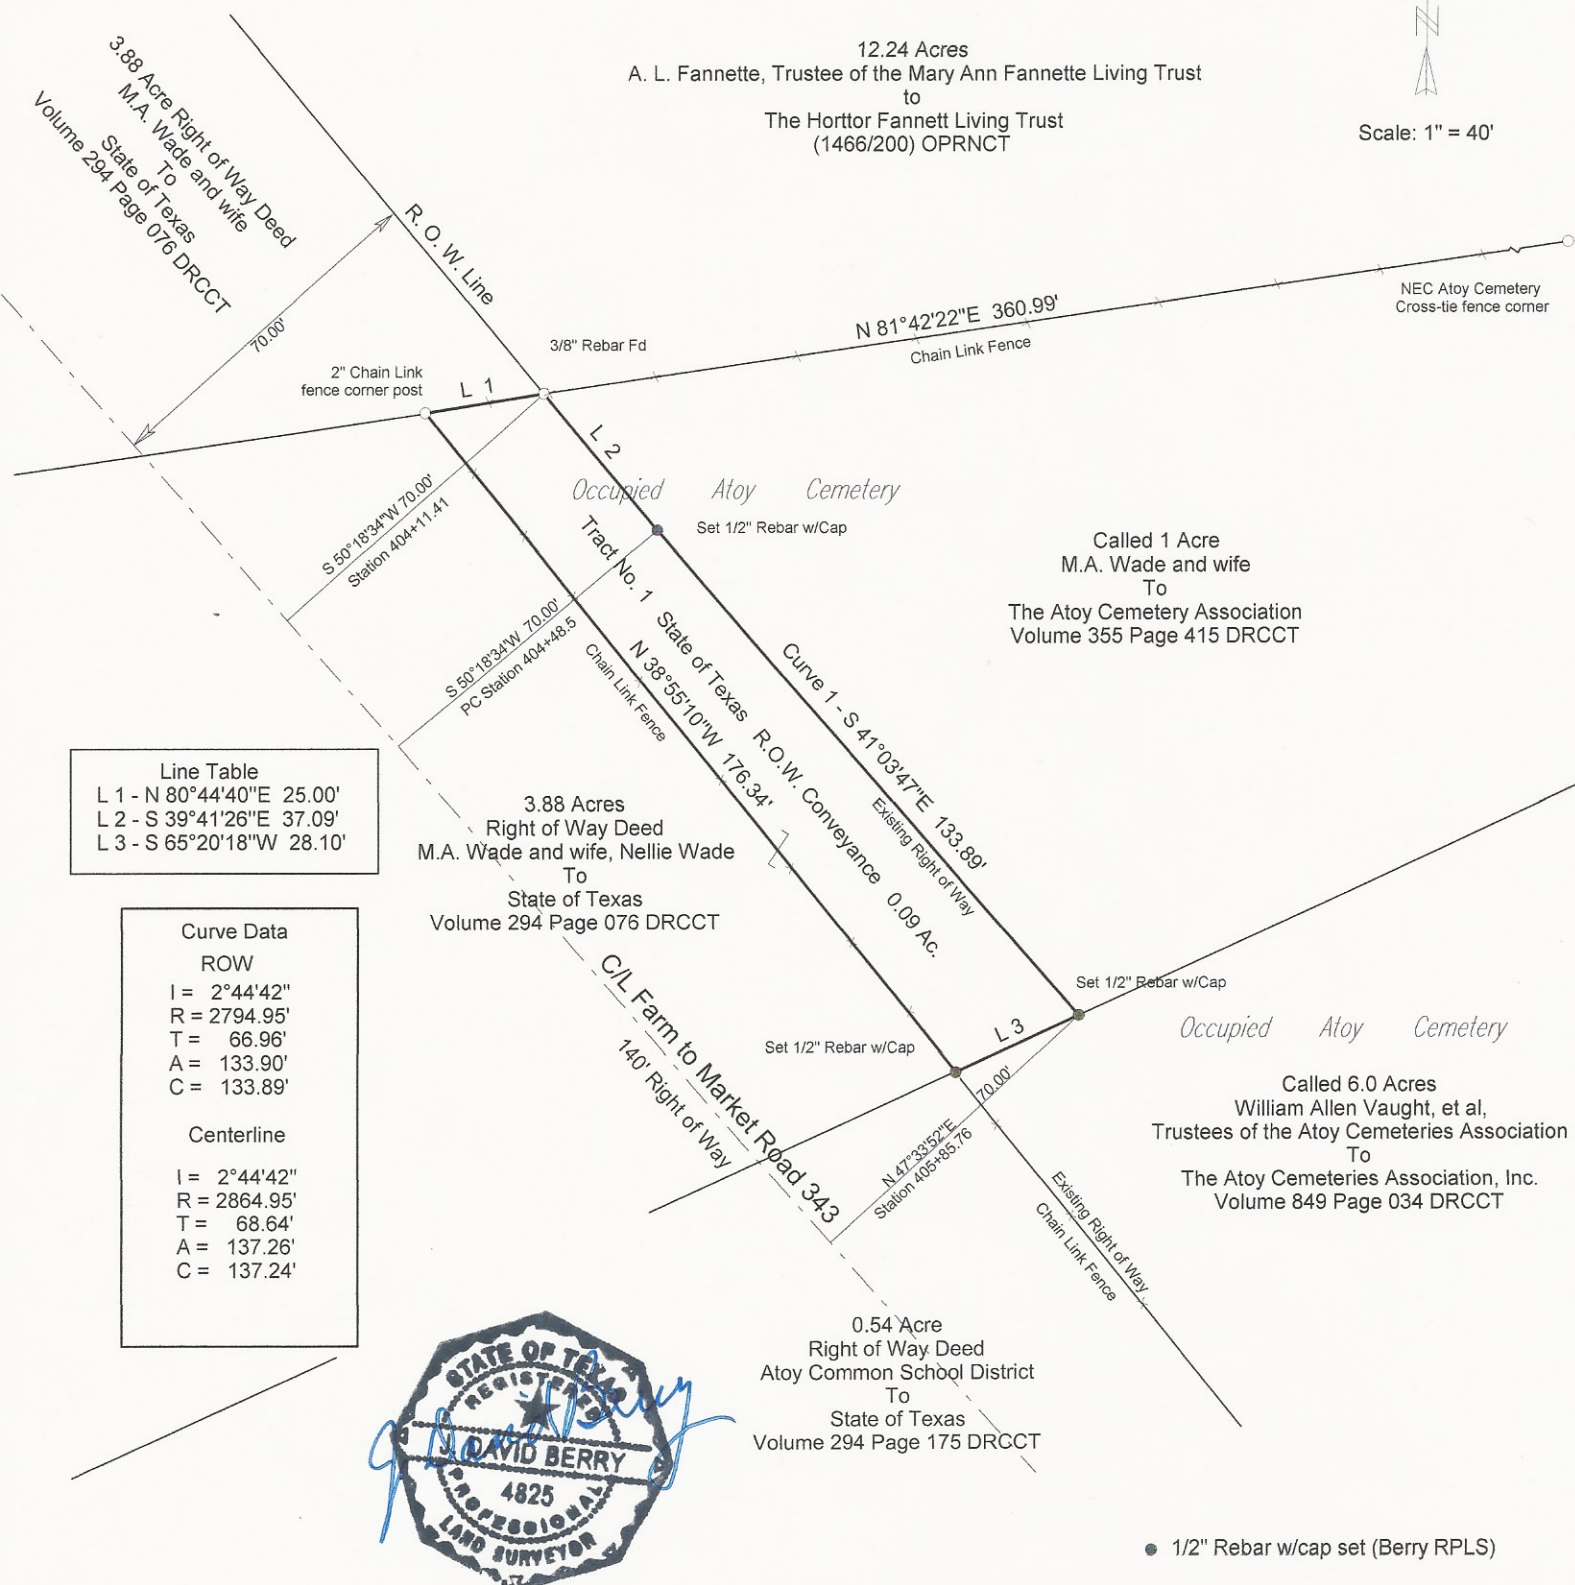 N
12.24 Acres
A. L. Fannette, Trustee of the Mary Ann Fannette Living Trust
to
The Horttor Fannett Living Trust
(1466/200) OPRNCT
Scale: 1" = 40'
3.88 Acre Right of Way Deed
M.A. Wade and wife
To
State of Texas
Volume 294 Page 076 DRCCT
R. O. W. Line
70.00'
NEC Atoy Cemetery
Cross-tie fence corner
N 81°42'22"E 360.99'
Chain Link Fence
3/8" Rebar Fd
2" Chain Link
fence corner post
L 1
L 2
Occupied Atoy Cemetery
Set 1/2" Rebar w/Cap
S 50°18'34"W 70.00'
Station 404+11.41
Called 1 Acre
M.A. Wade and wife
To
The Atoy Cemetery Association
Volume 355 Page 415 DRCCT
Tract No. 1 State of Texas R.O.W. Conveyance 0.09 Ac.
S 50°18'34"W 70.00'
PC Station 404+48.5
N 38°55'10"W 176.34'
Chain Link Fence
Curve 1 - S 41°03'47"E 133.89'
Existing Right of Way
Line Table
L 1 - N 80°44'40"E 25.00'
L 2 - S 39°41'26"E 37.09'
L 3 - S 65°20'18"W 28.10'
3.88 Acres
Right of Way Deed
M.A. Wade and wife, Nellie Wade
To
State of Texas
Volume 294 Page 076 DRCCT
Curve Data
ROW
I = 2°44'42"
R = 2794.95'
T = 66.96'
A = 133.90'
C = 133.89'
Centerline
I = 2°44'42"
R = 2864.95'
T = 68.64'
A = 137.26'
C = 137.24'
C/L Farm to Market Road 343
140' Right of Way
Set 1/2" Rebar w/Cap
L 3
Set 1/2" Rebar w/Cap
70.00'
N 47°33'52"E
Station 405+85.76
Occupied Atoy Cemetery
Called 6.0 Acres
William Allen Vaught, et al,
Trustees of the Atoy Cemeteries Association
To
The Atoy Cemeteries Association, Inc.
Volume 849 Page 034 DRCCT
Existing Right of Way
Chain Link Fence
0.54 Acre
Right of Way Deed
Atoy Common School District
To
State of Texas
Volume 294 Page 175 DRCCT
STATE OF TEXAS
REGISTERED
J. DAVID BERRY
4825
PROFESSIONAL
LAND SURVEYOR
J David Berry
1/2" Rebar w/cap set (Berry RPLS)